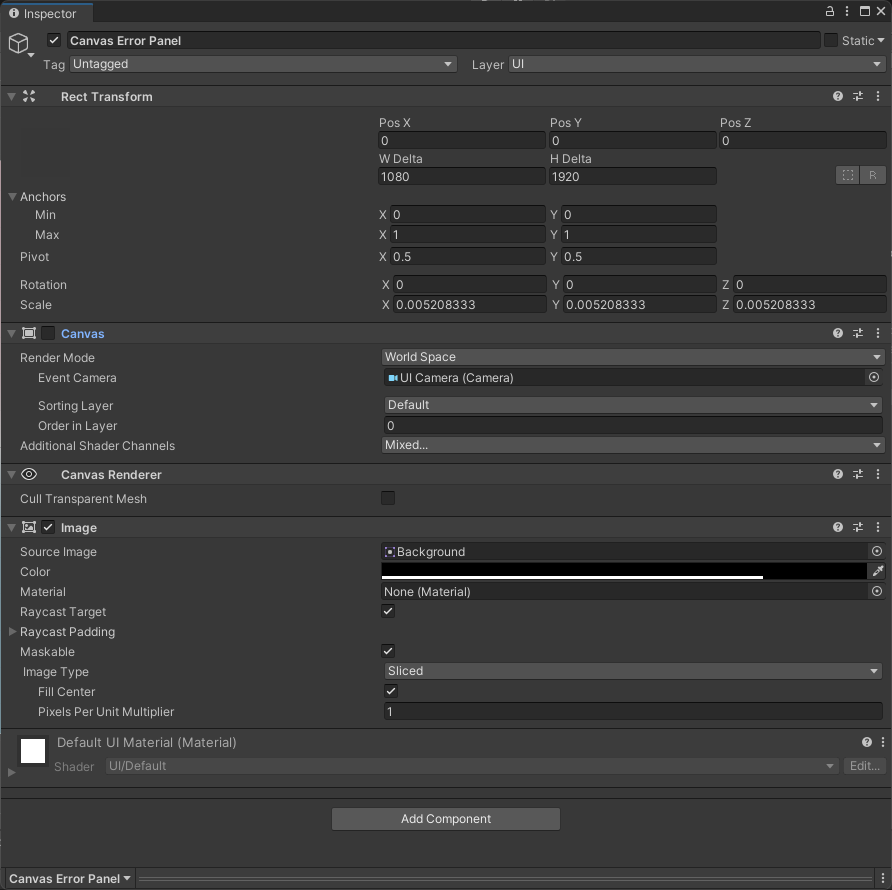 Inspector
Canvas Error Panel Static
Tag Untagged Layer UI
Rect Transform
Pos X Pos Y Pos Z
0 0 0
W Delta H Delta
1080 1920
R
Anchors
Min X 0 Y 0
Max X 1 Y 1
Pivot X 0.5 Y 0.5
Rotation X 0 Y 0 Z 0
Scale X 0.005208333 Y 0.005208333 Z 0.005208333
Canvas
Render Mode World Space
Event Camera UI Camera (Camera)
Sorting Layer Default
Order in Layer 0
Additional Shader Channels Mixed...
Canvas Renderer
Cull Transparent Mesh
Image
Source Image Background
Color
Material None (Material)
Raycast Target
Raycast Padding
Maskable
Image Type Sliced
Fill Center
Pixels Per Unit Multiplier 1
Default UI Material (Material)
Shader UI/Default Edit...
Add Component
Canvas Error Panel